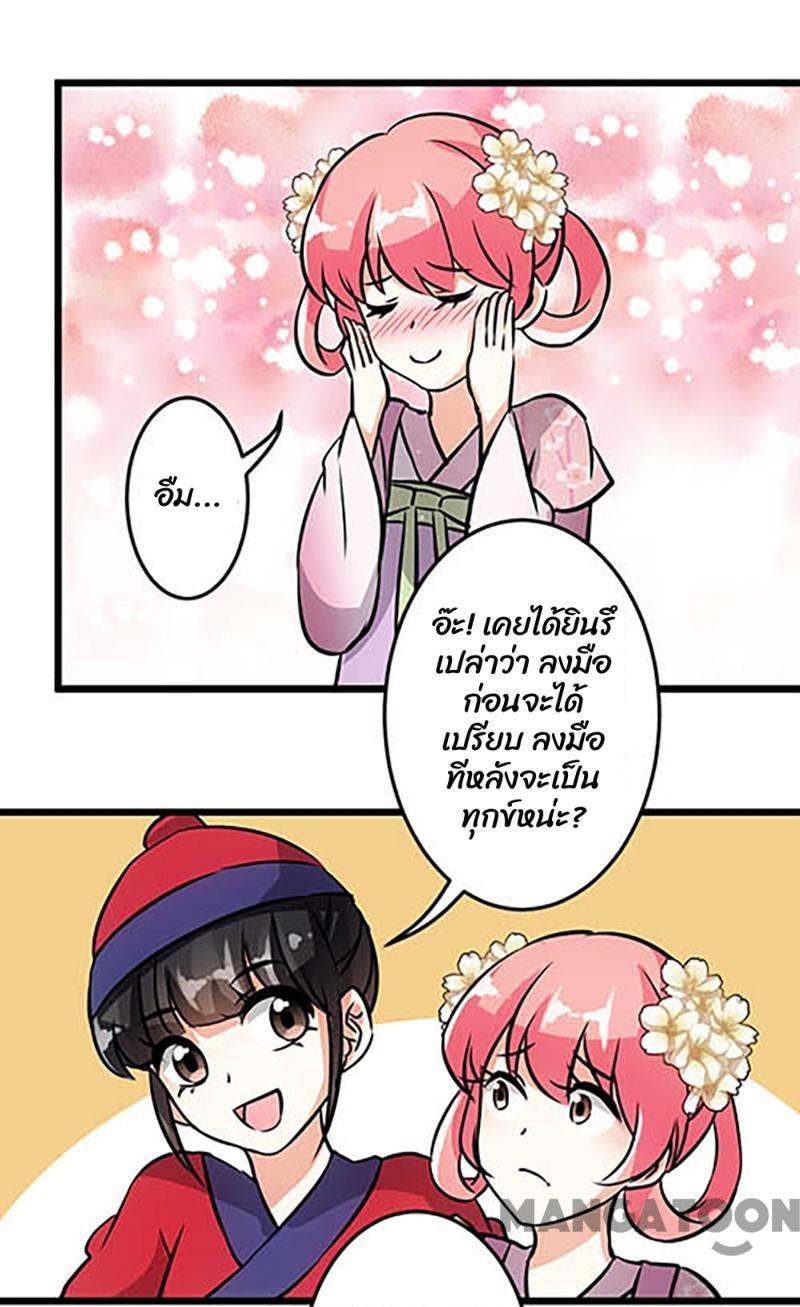 อืม...
อ๊ะ! เคยได้ยินรึ
เปล่าว่า ลงมือ
ก่อนจะได้
เปรียบ ลงมือ
ทีหลังจะเป็น
ทุกข์หน่ะ?
MANGATOON